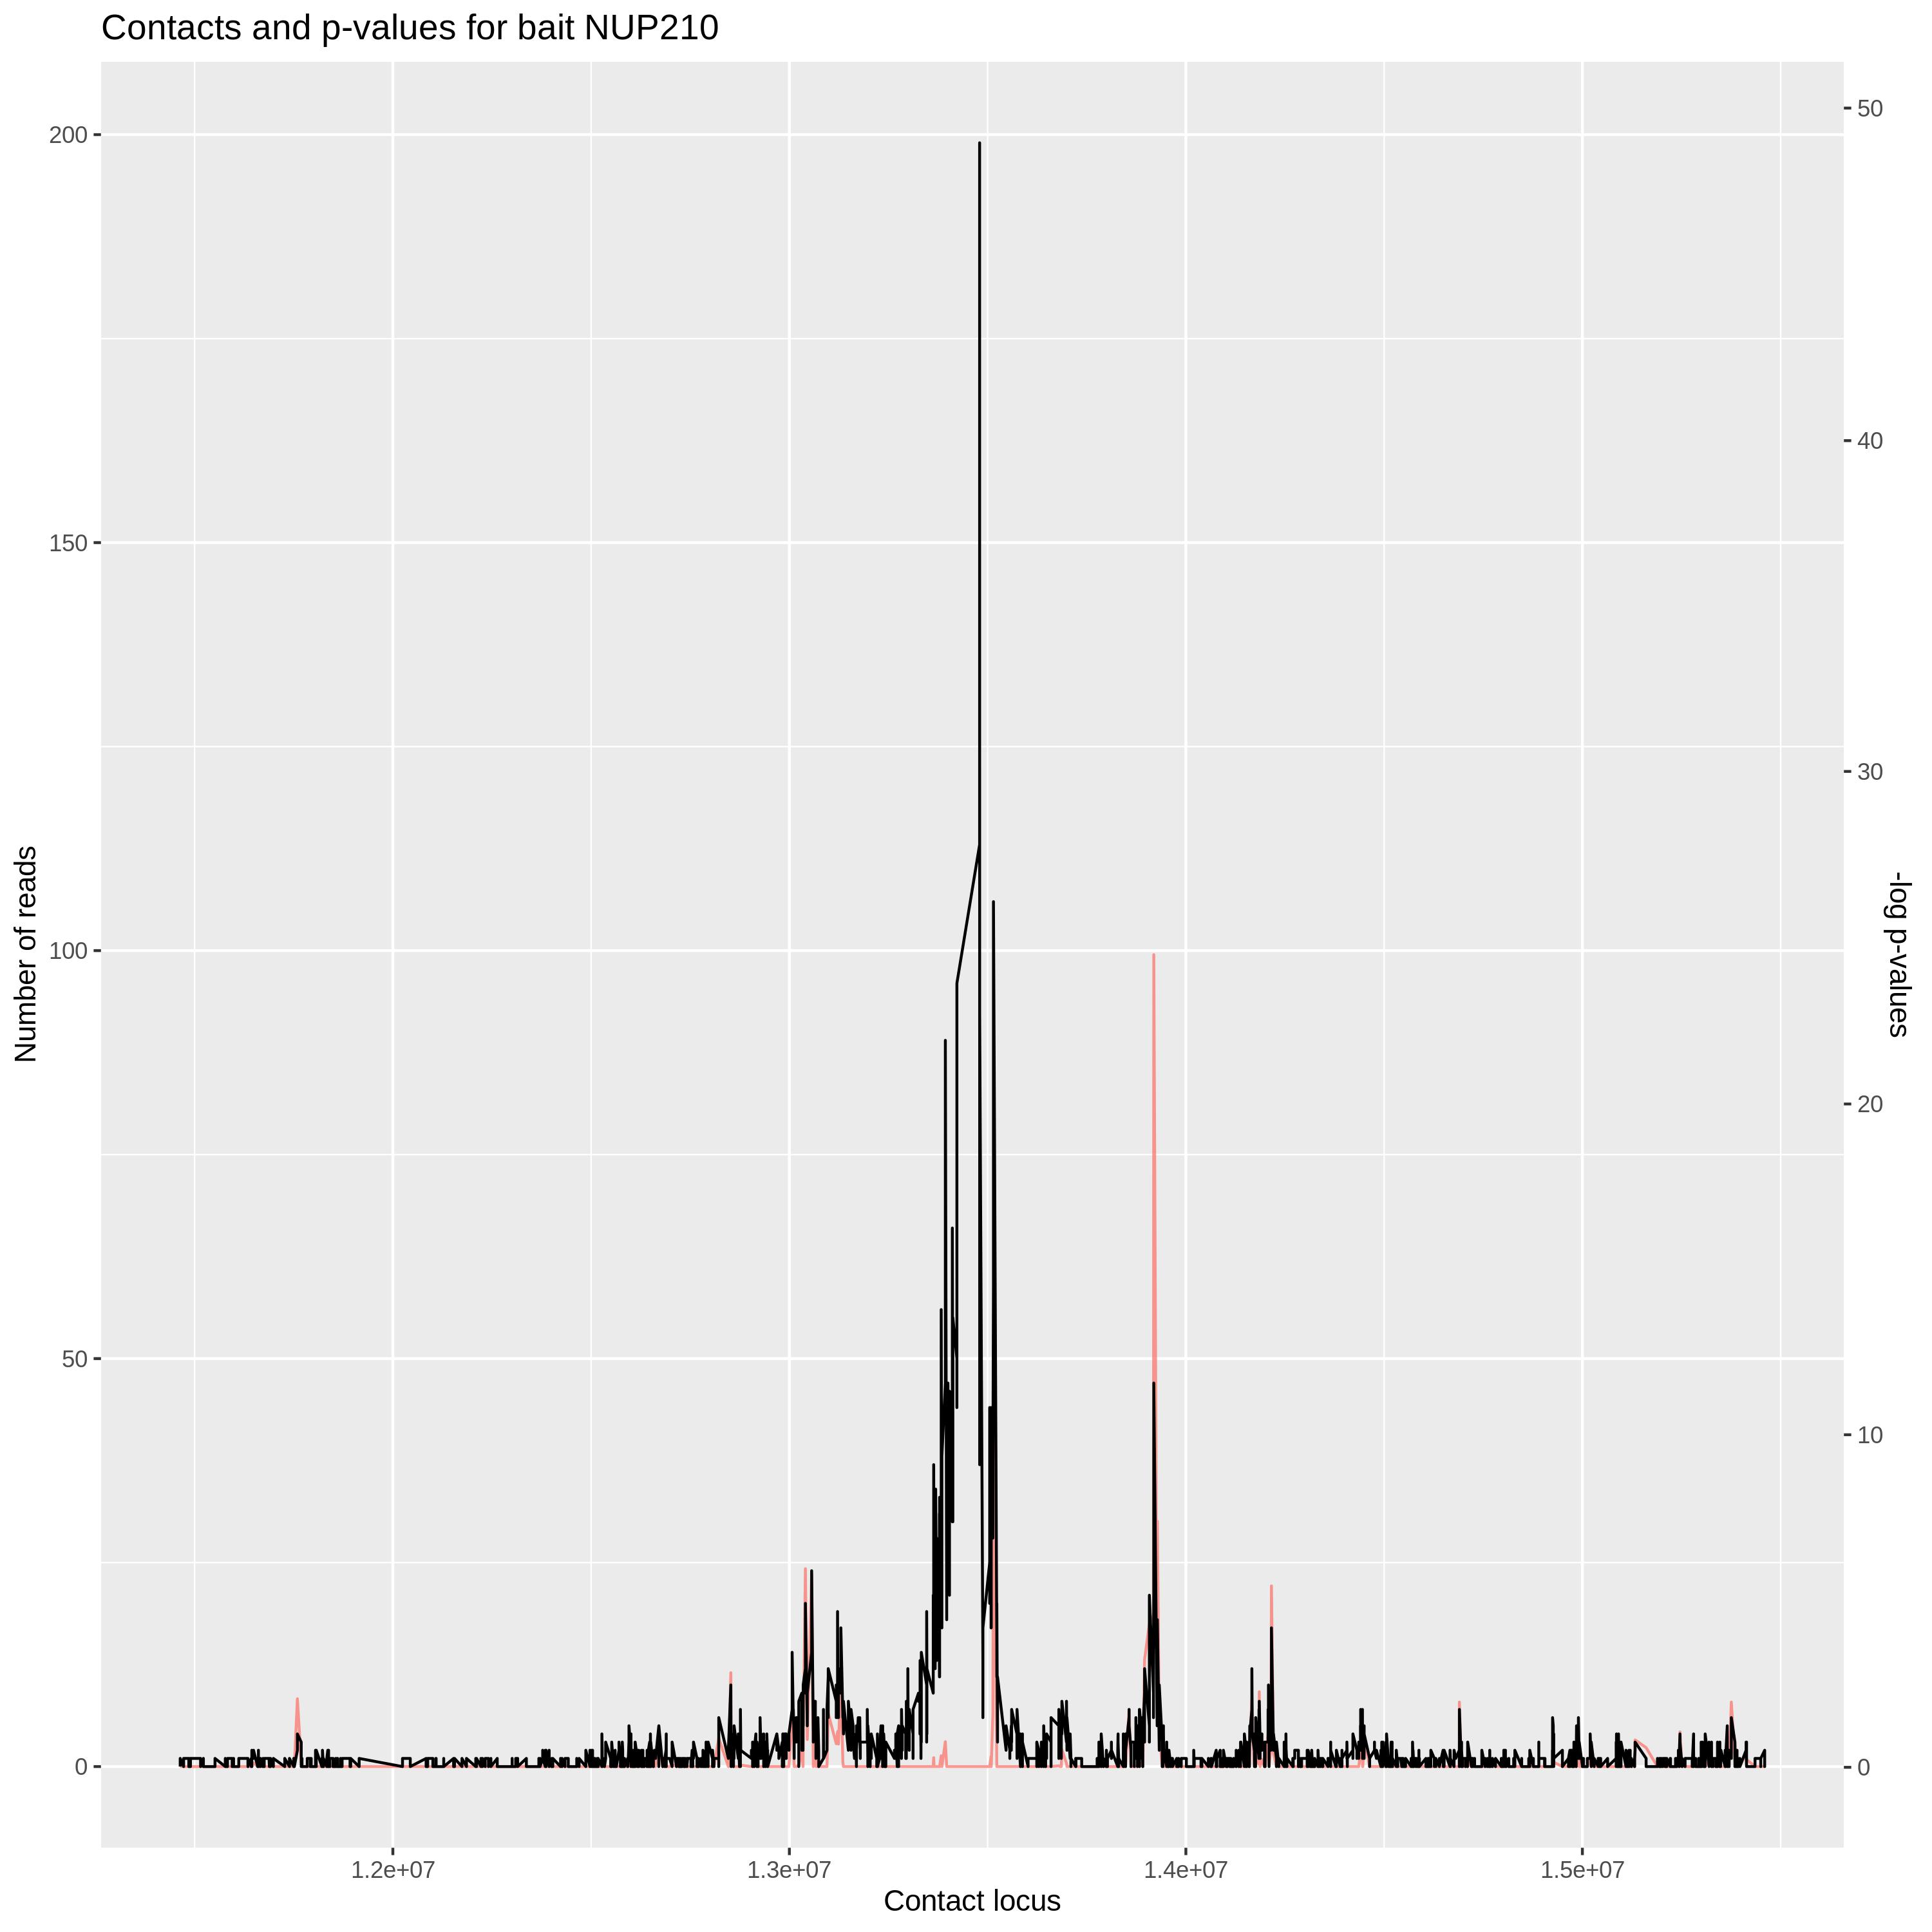 Contacts and p-values for bait NUP210
200
150
100
50
0
Number of reads
50
40
30
20
10
0
-log p-values
1.2e+07
1.3e+07
1.4e+07
1.5e+07
Contact locus